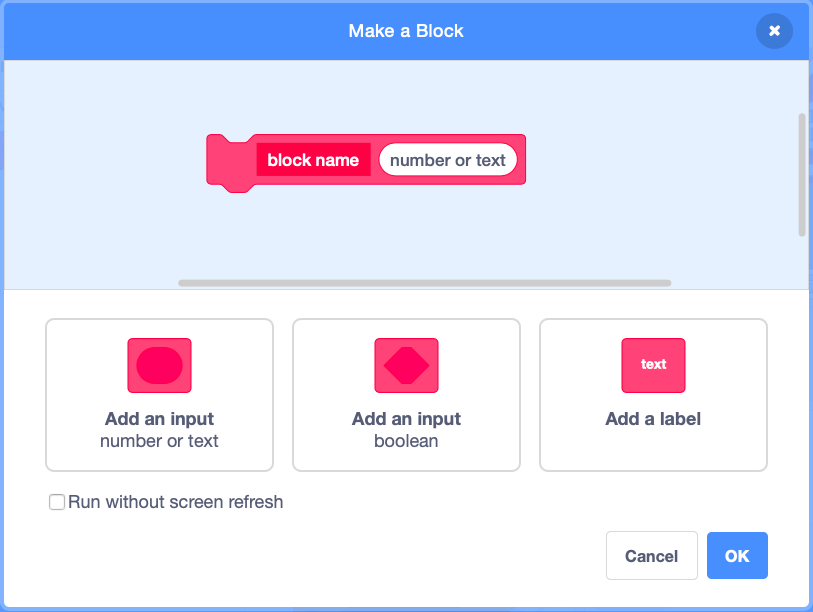 Make a Block
block name number or text
text
Add an input
number or text
Add an input
boolean
Add a label
Run without screen refresh
Cancel OK